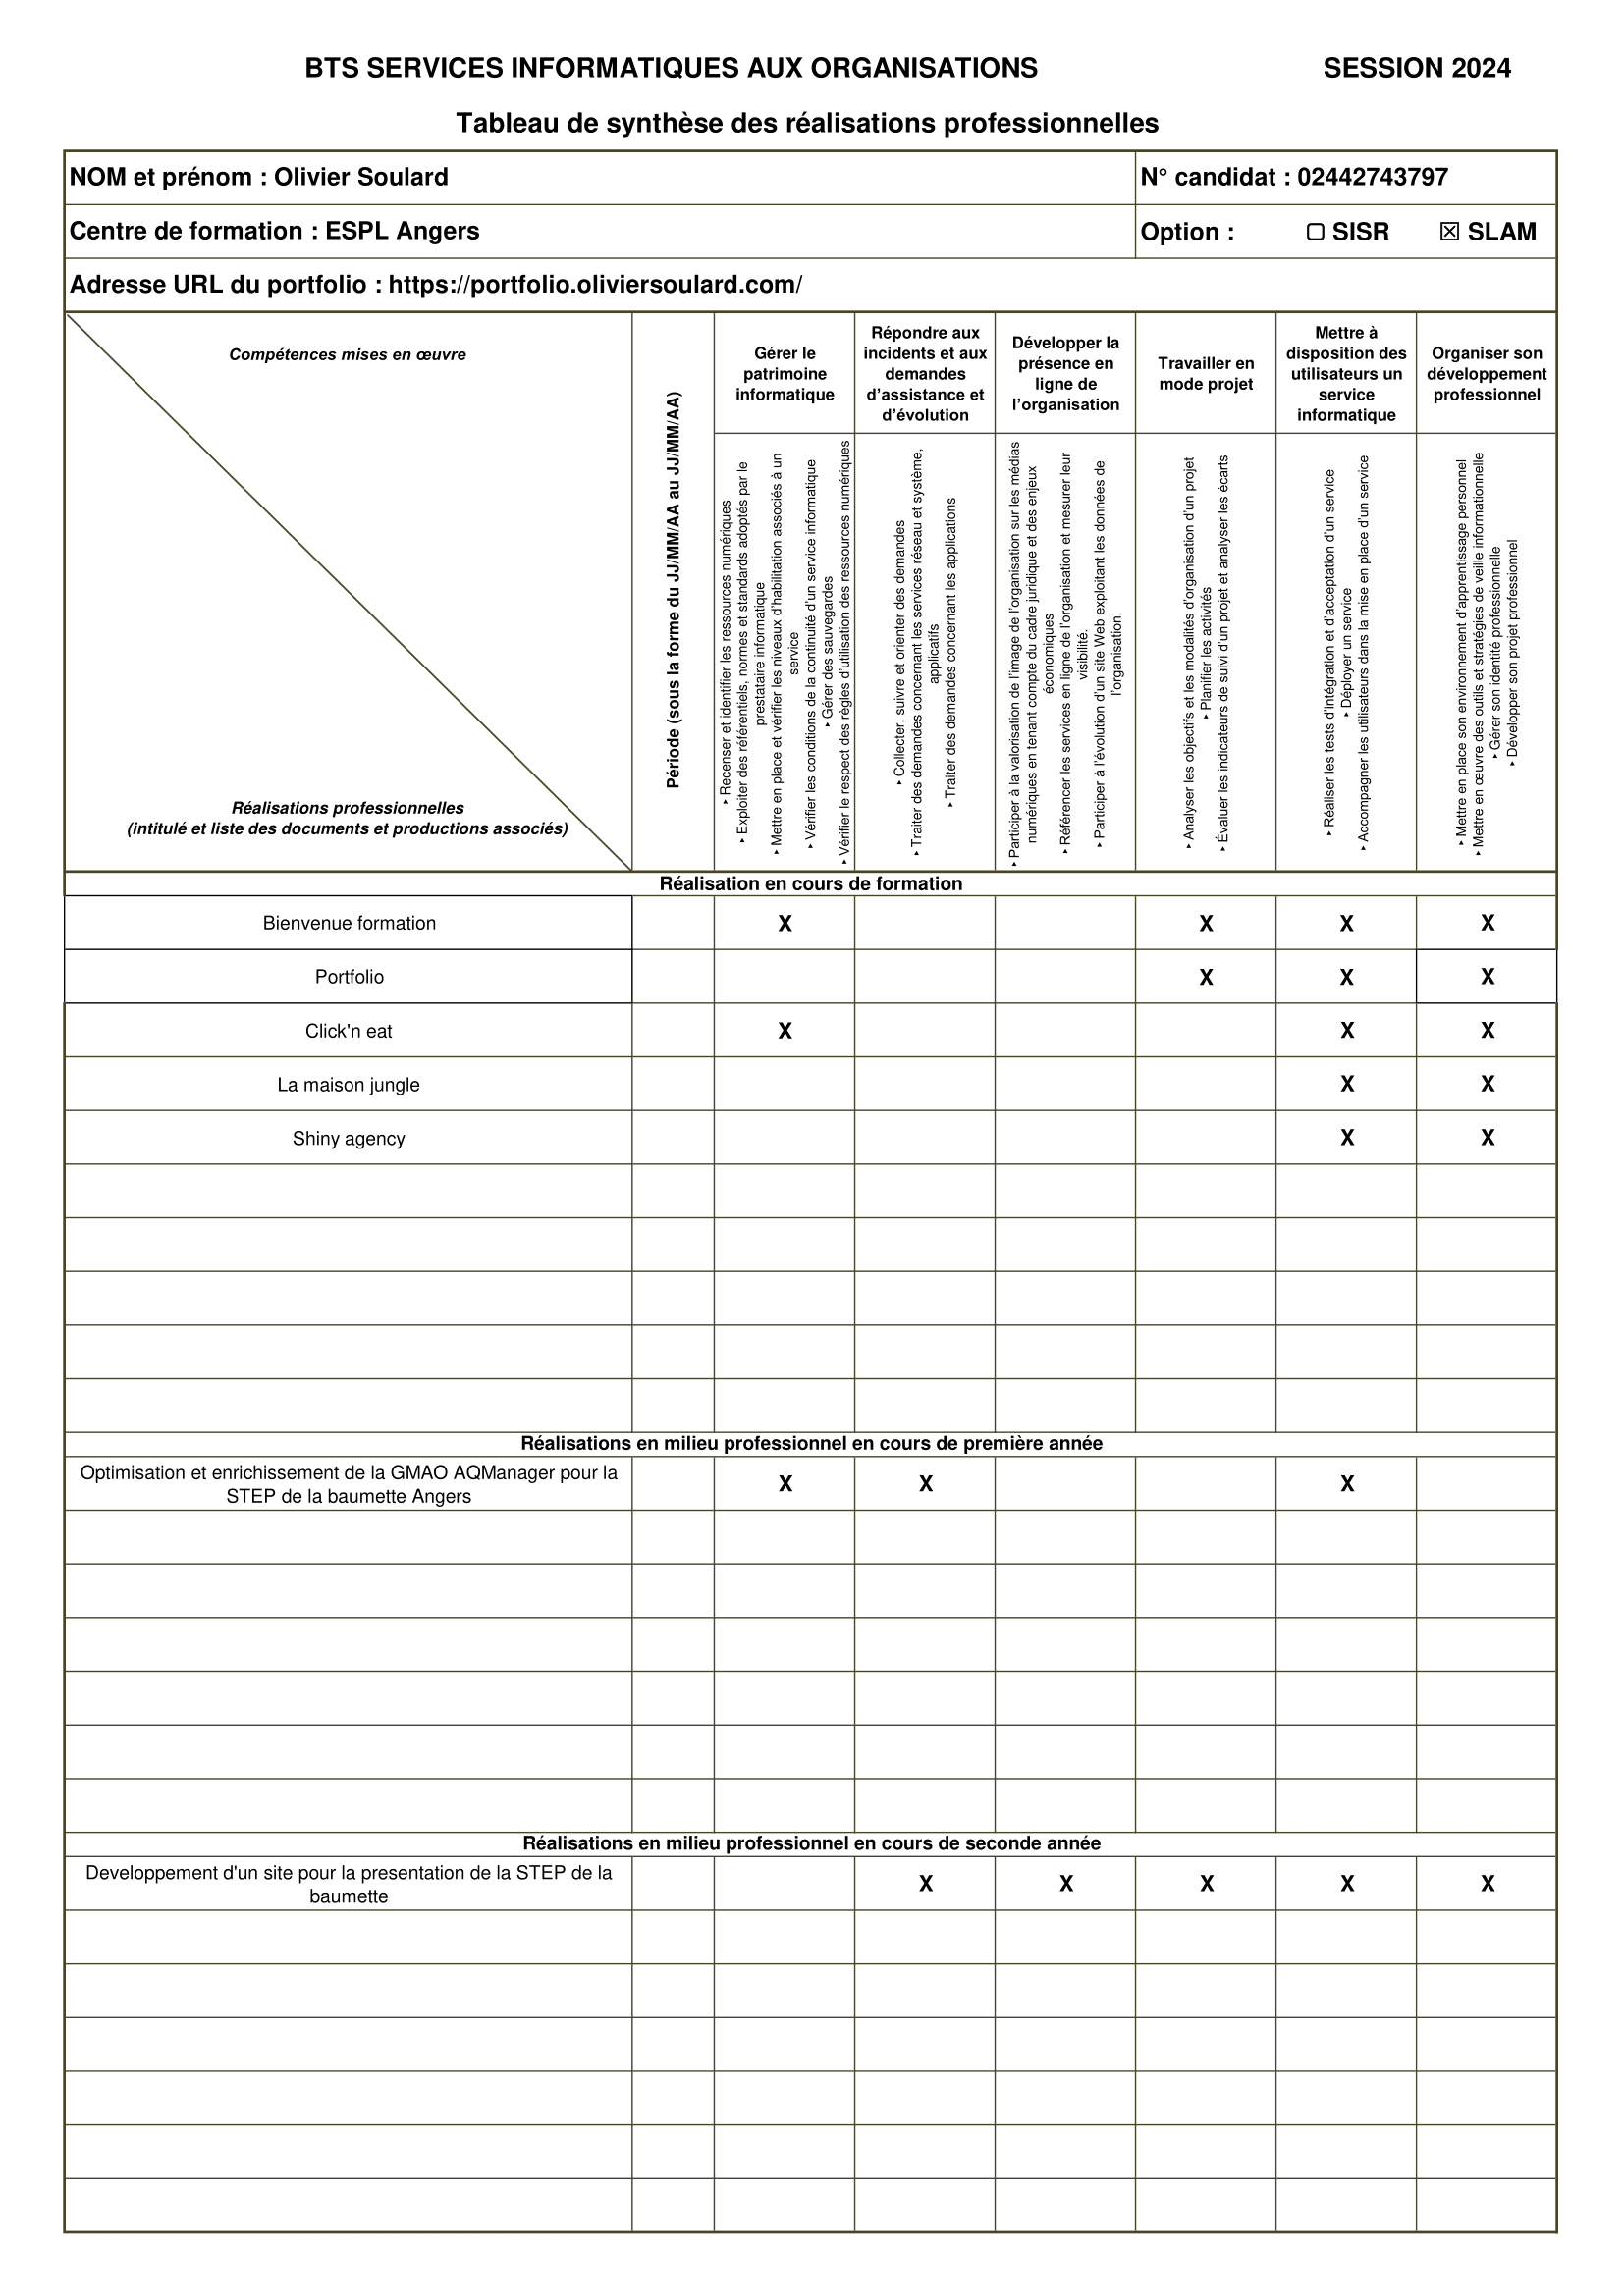 BTS SERVICES INFORMATIQUES AUX ORGANISATIONS SESSION 2024
Tableau de synthèse des réalisations professionnelles
NOM et prénom : Olivier Soulard
N° candidat : 02442743797
Centre de formation : ESPL Angers
Option : ▢ SISR ☒ SLAM
Adresse URL du portfolio : https://portfolio.oliviersoulard.com/
Compétences mises en œuvre
Réalisations professionnelles
(intitulé et liste des documents et productions associés)
Période (sous la forme du JJ/MM/AA au JJ/MM/AA)
Gérer le
patrimoine
informatique
Répondre aux
incidents et aux
demandes
d’assistance et
d’évolution
Développer la
présence en
ligne de
l’organisation
Travailler en
mode projet
Mettre à
disposition des
utilisateurs un
service
informatique
Organiser son
développement
professionnel
‣ Recenser et identifier les ressources numériques
‣ Exploiter des référentiels, normes et standards adoptés par le
prestataire informatique
‣ Mettre en place et vérifier les niveaux d’habilitation associés à un
service
‣ Vérifier les conditions de la continuité d’un service informatique
‣ Gérer des sauvegardes
‣ Vérifier le respect des règles d’utilisation des ressources numériques
‣ Collecter, suivre et orienter des demandes
‣ Traiter des demandes concernant les services réseau et système,
applicatifs
‣ Traiter des demandes concernant les applications
‣ Participer à la valorisation de l’image de l’organisation sur les médias
numériques en tenant compte du cadre juridique et des enjeux
économiques
‣ Référencer les services en ligne de l’organisation et mesurer leur
visibilité.
‣ Participer à l’évolution d’un site Web exploitant les données de
l’organisation.
‣ Analyser les objectifs et les modalités d’organisation d’un projet
‣ Planifier les activités
‣ Évaluer les indicateurs de suivi d’un projet et analyser les écarts
‣ Réaliser les tests d’intégration et d’acceptation d’un service
‣ Déployer un service
‣ Accompagner les utilisateurs dans la mise en place d’un service
‣ Mettre en place son environnement d’apprentissage personnel
‣ Mettre en œuvre des outils et stratégies de veille informationnelle
‣ Gérer son identité professionnelle
‣ Développer son projet professionnel
Réalisation en cours de formation
Bienvenue formation X X X X
Portfolio X X X
Click'n eat X X X
La maison jungle X X
Shiny agency X X
Réalisations en milieu professionnel en cours de première année
Optimisation et enrichissement de la GMAO AQManager pour la
STEP de la baumette Angers
X X X
Réalisations en milieu professionnel en cours de seconde année
Developpement d'un site pour la presentation de la STEP de la
baumette
X X X X X